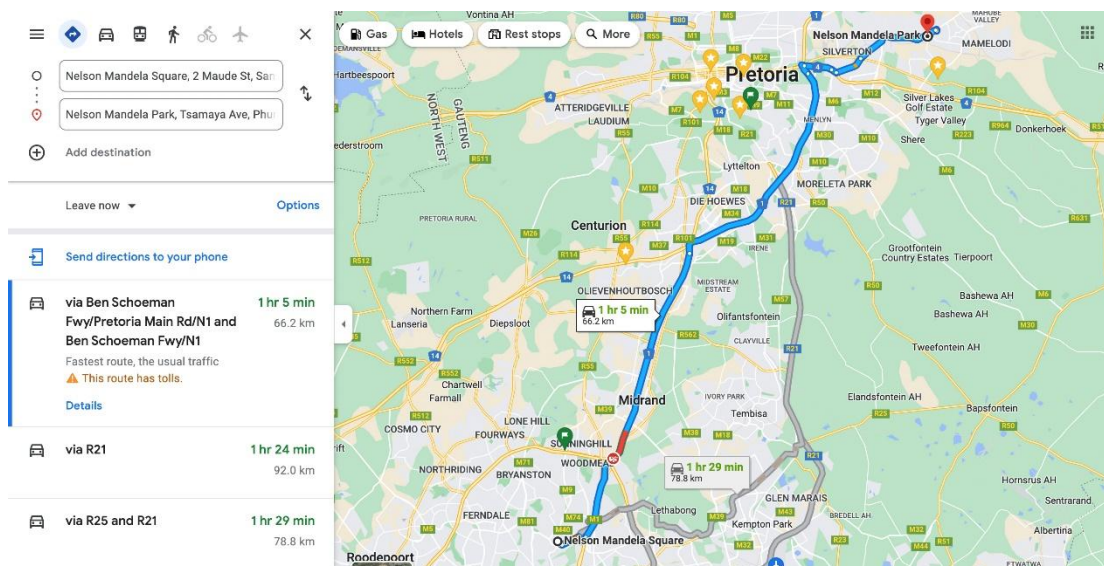 Nelson Mandela Square, 2 Maude St, San
Nelson Mandela Park, Tsamaya Ave, Phu
Add destination
Leave now
Options
Send directions to your phone
via Ben Schoeman
Fwy/Pretoria Main Rd/N1 and
Ben Schoeman Fwy/N1
1 hr 5 min
66.2 km
Fastest route, the usual traffic
This route has tolls.
Details
via R21
1 hr 24 min
92.0 km
via R25 and R21
1 hr 29 min
78.8 km
Gas
Hotels
Rest stops
More
Vontina AH
Hartbeespoort
NORTH WEST
GAUTENG
ATTERIDGEVILLE
LAUDIUM
Pretoria
Nelson Mandela Park
SILVERTON
MAMELODI
Silver Lakes
Golf Estate
Tyger Valley
Shere
Donkerhoek
MENLYN
Lyttelton
MORELETA PARK
DIE HOEWES
PRETORIA RURAL
Centurion
IRENE
Grootfontein
Country Estates
Tierpoort
OLIEVENHOUTBOSCH
MIDSTREAM
ESTATE
Bashewa AH
Bashewa AH
1 hr 5 min
66.2 km
Northern Farm
Lanseria
Diepsloot
Olifantsfontein
CLAYVILLE
Tweefontein AH
Chartwell
Farmall
Midrand
IVORY PARK
Tembisa
Elandsfontein AH
Bapsfontein
COSMO CITY
LONE HILL
FOURWAYS
SUNNINGHILL
WOODMEAD
NORTHRIDING
BRYANSTON
1 hr 29 min
78.8 km
Hornsrus AH
Sentrarand
GLEN MARAIS
Lethabong
Kempton Park
BREDELL AH
FERNDALE
Nelson Mandela Square
Albertina
Roodepoort